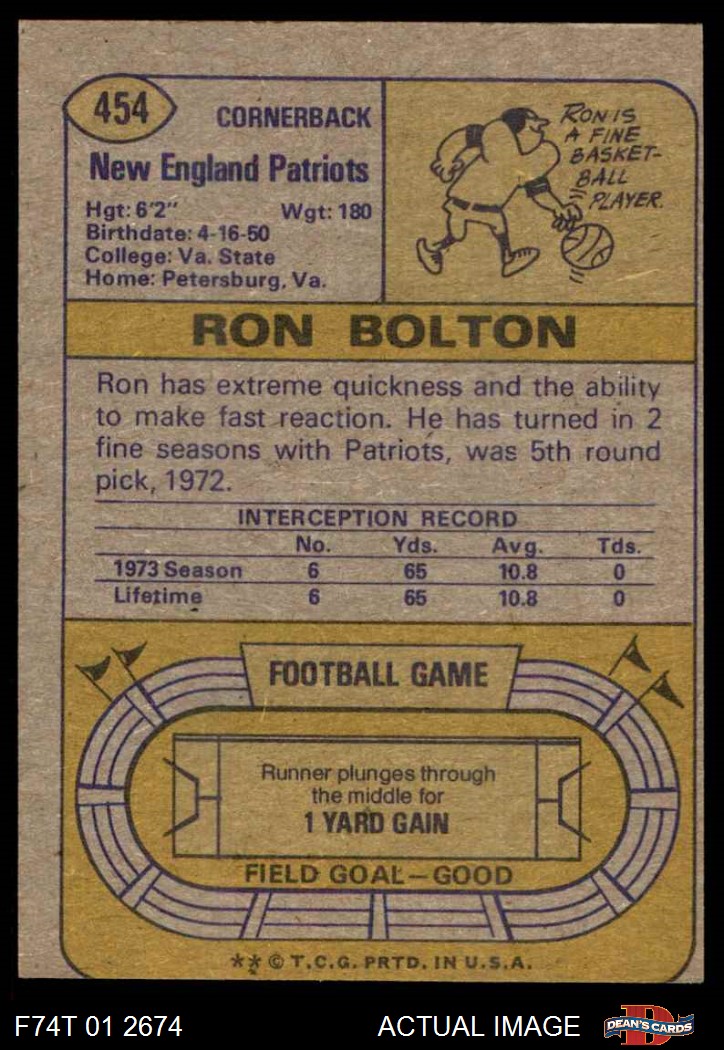 454
CORNERBACK
New England Patriots
Hgt: 6'2" Wgt: 180
Birthdate: 4-16-50
College: Va. State
Home: Petersburg, Va.
RON IS
A FINE
BASKET-
BALL
PLAYER.
RON BOLTON
Ron has extreme quickness and the ability
to make fast reaction. He has turned in 2
fine seasons with Patriots, was 5th round
pick, 1972.
INTERCEPTION RECORD
No. Yds. Avg. Tds.
1973 Season 6 65 10.8 0
Lifetime 6 65 10.8 0
FOOTBALL GAME
Runner plunges through
the middle for
1 YARD GAIN
FIELD GOAL—GOOD
** © T.C.G. PRTD. IN U.S.A.
F74T 01 2674 ACTUAL IMAGE
D
DEAN'S CARDS